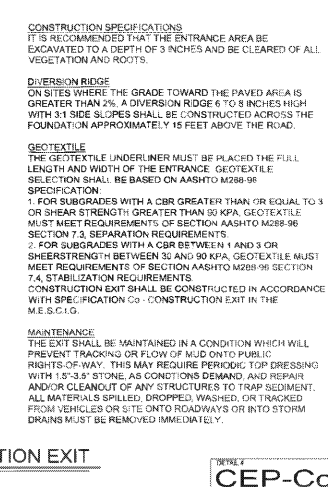 CONSTRUCTION SPECIFICATIONS
IT IS RECOMMENDED THAT THE ENTRANCE AREA BE
EXCAVATED TO A DEPTH OF 3 INCHES AND BE CLEARED OF ALL
VEGETATION AND ROOTS.
DIVERSION RIDGE
ON SITES WHERE THE GRADE TOWARD THE PAVED AREA IS
GREATER THAN 2%, A DIVERSION RIDGE 6 TO 8 INCHES HIGH
WITH 3:1 SIDE SLOPES SHALL BE CONSTRUCTED ACROSS THE
FOUNDATION APPROXIMATELY 15 FEET ABOVE THE ROAD.
GEOTEXTILE
THE GEOTEXTILE UNDERLINER MUST BE PLACED THE FULL
LENGTH AND WIDTH OF THE ENTRANCE. GEOTEXTILE
SELECTION SHALL BE BASED ON AASHTO M288-96
SPECIFICATION:
1. FOR SUBGRADES WITH A CBR GREATER THAN OR EQUAL TO 3
OR SHEAR STRENGTH GREATER THAN 90 KPA, GEOTEXTILE
MUST MEET REQUIREMENTS OF SECTION AASHTO M288-96
SECTION 7.3, SEPARATION REQUIREMENTS.
2. FOR SUBGRADES WITH A CBR BETWEEN 1 AND 3 OR
SHEERSTRENGTH BETWEEN 30 AND 90 KPA, GEOTEXTILE MUST
MEET REQUIREMENTS OF SECTION AASHTO M288-96 SECTION
7.4, STABILIZATION REQUIREMENTS.
CONSTRUCTION EXIT SHALL BE CONSTRUCTED IN ACCORDANCE
WITH SPECIFICATION Co - CONSTRUCTION EXIT IN THE
M.E.S.C.I.G.
MAINTENANCE
THE EXIT SHALL BE MAINTAINED IN A CONDITION WHICH WILL
PREVENT TRACKING OR FLOW OF MUD ONTO PUBLIC
RIGHTS-OF-WAY. THIS MAY REQUIRE PERIODIC TOP DRESSING
WITH 1.5"-3.5" STONE, AS CONDTIONS DEMAND, AND REPAIR
AND/OR CLEANOUT OF ANY STRUCTURES TO TRAP SEDIMENT.
ALL MATERIALS SPILLED, DROPPED, WASHED, OR TRACKED
FROM VEHICLES OR SITE ONTO ROADWAYS OR INTO STORM
DRAINS MUST BE REMOVED IMMEDIATELY.
TION EXIT
DETAIL #
CEP-Co